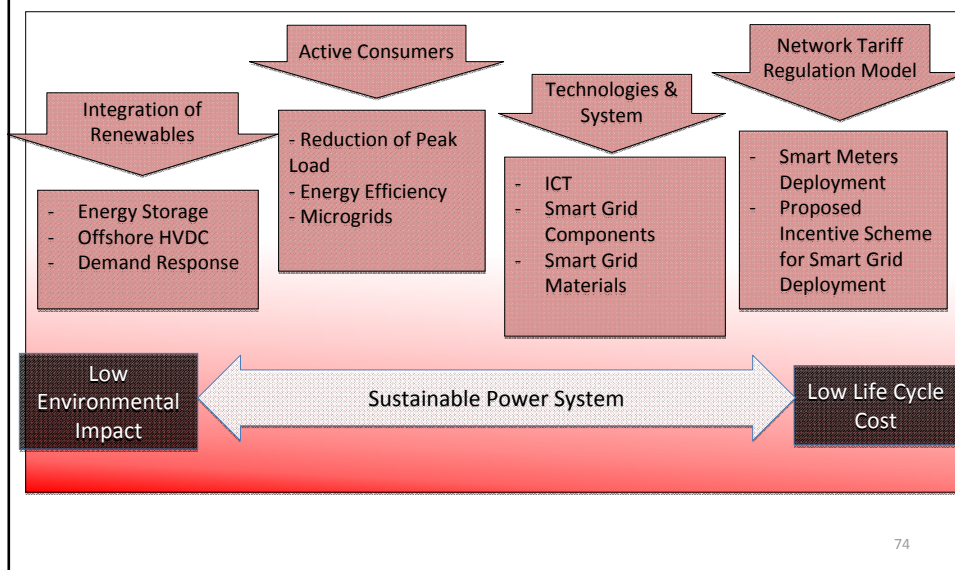 Integration of
Renewables
- Energy Storage
- Offshore HVDC
- Demand Response
Active Consumers
- Reduction of Peak
Load
- Energy Efficiency
- Microgrids
Technologies &
System
- ICT
- Smart Grid
Components
- Smart Grid
Materials
Network Tariff
Regulation Model
- Smart Meters
Deployment
- Proposed
Incentive Scheme
for Smart Grid
Deployment
Low
Environmental
Impact
Sustainable Power System
Low Life Cycle
Cost
74